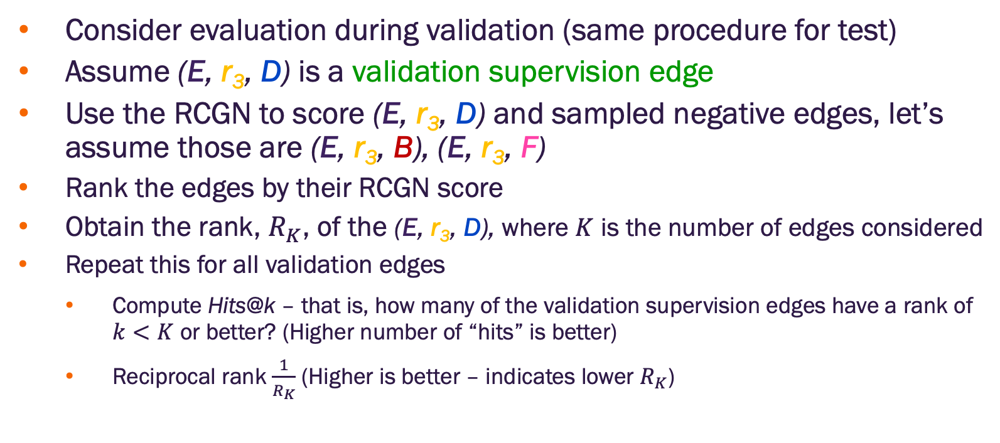 • Consider evaluation during validation (same procedure for test)
• Assume (E, r₃, D) is a validation supervision edge
• Use the RCGN to score (E, r₃, D) and sampled negative edges, let’s
assume those are (E, r₃, B), (E, r₃, F)
• Rank the edges by their RCGN score
• Obtain the rank, R_K, of the (E, r₃, D), where K is the number of edges considered
• Repeat this for all validation edges
• Compute Hits@k – that is, how many of the validation supervision edges have a rank of
k < K or better? (Higher number of “hits” is better)
• Reciprocal rank 1/R_K (Higher is better – indicates lower R_K)